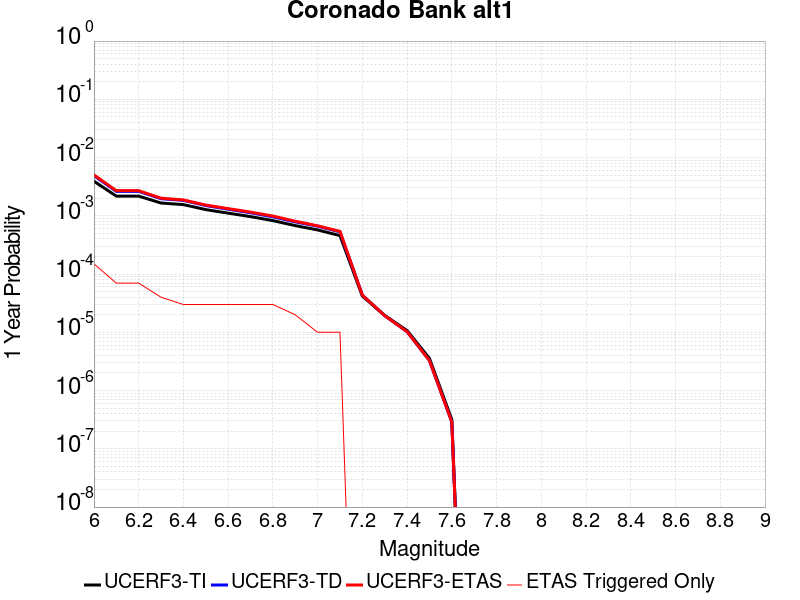 Coronado Bank alt1
10^0
10^-1
10^-2
10^-3
10^-4
10^-5
10^-6
10^-7
10^-8
1 Year Probability
6 6.2 6.4 6.6 6.8 7 7.2 7.4 7.6 7.8 8 8.2 8.4 8.6 8.8 9
Magnitude
UCERF3-TI UCERF3-TD UCERF3-ETAS ETAS Triggered Only